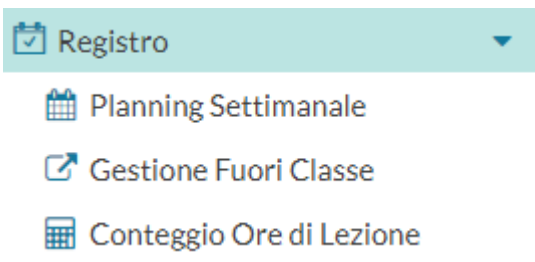 Registro
Planning Settimanale
Gestione Fuori Classe
Conteggio Ore di Lezione